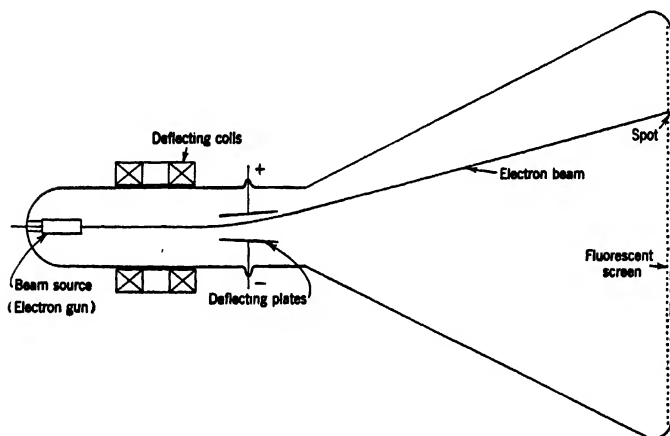 Deflecting coils
+
Spot
Electron beam
Fluorescent
screen
Beam source
(Electron gun)
-
Deflecting plates